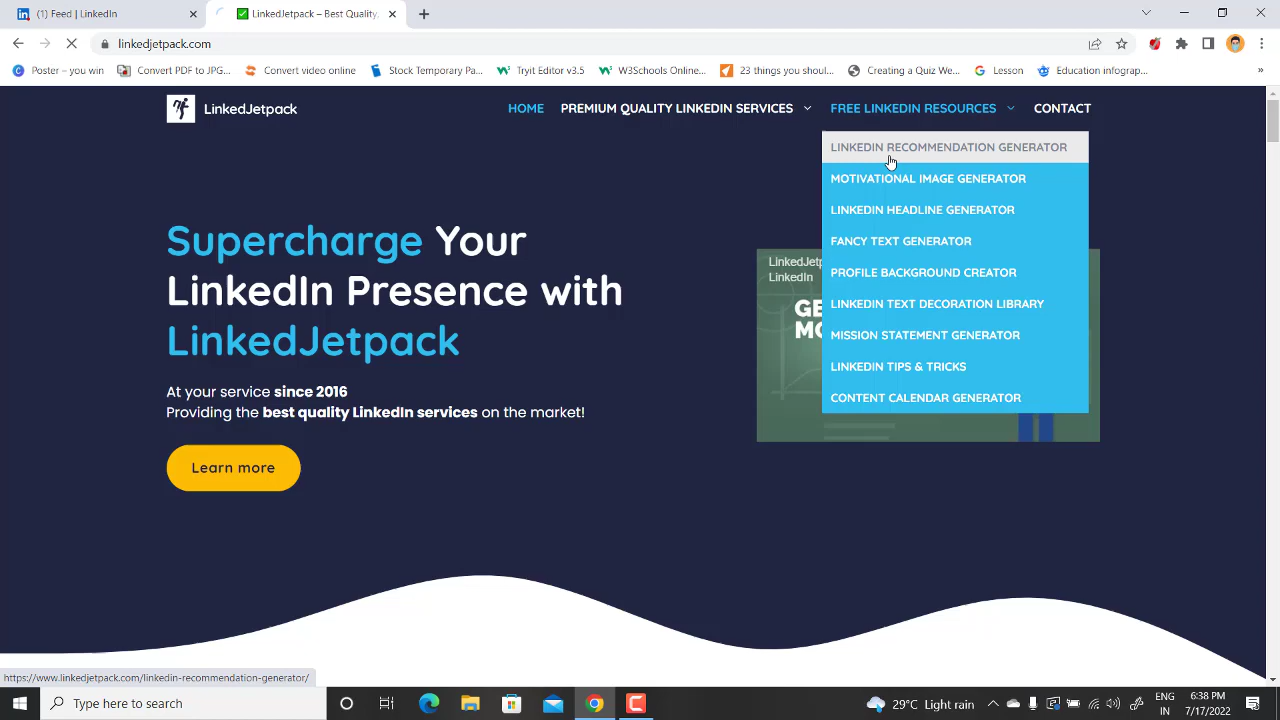 (1) Feed | LinkedIn
LinkedJetpack – Best Quality
linkedjetpack.com
Poster – you win
Convert PDF to JPG...
Convert video online
Stock Temporary Pa...
Tryit Editor v3.5
W3Schools Online...
23 things you shoul...
Creating a Quiz We...
Lesson
Education infograp...
»
LinkedJetpack
HOME
PREMIUM QUALITY LINKEDIN SERVICES
FREE LINKEDIN RESOURCES
CONTACT
LINKEDIN RECOMMENDATION GENERATOR
MOTIVATIONAL IMAGE GENERATOR
LINKEDIN HEADLINE GENERATOR
FANCY TEXT GENERATOR
PROFILE BACKGROUND CREATOR
LINKEDIN TEXT DECORATION LIBRARY
MISSION STATEMENT GENERATOR
LINKEDIN TIPS & TRICKS
CONTENT CALENDAR GENERATOR
Supercharge Your
LinkedIn Presence with
LinkedJetpack
At your service since 2016
Providing the best quality LinkedIn services on the market!
Learn more
LinkedJetp
LinkedIn
GE
MO
https://www.linkedjetpack.com/linkedin-recommendation-generator/
Type here to search
29°C Light rain
ENG
IN
6:38 PM
7/17/2022